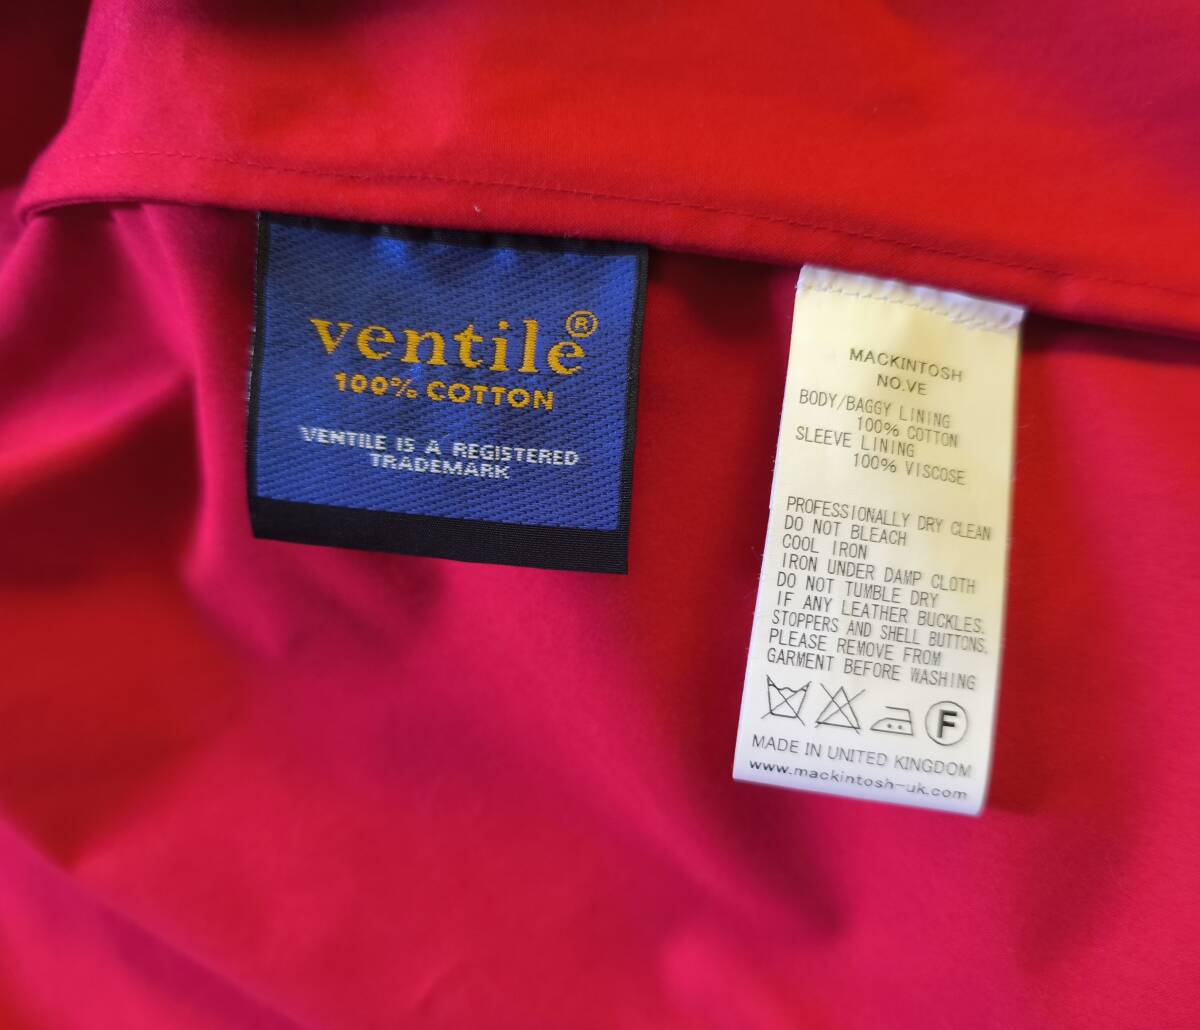 ventile®
100% COTTON
VENTILE IS A REGISTERED
TRADEMARK
MACKINTOSH
NO.VE
BODY/BAGGY LINING
100% COTTON
SLEEVE LINING
100% VISCOSE
PROFESSIONALLY DRY CLEAN
DO NOT BLEACH
COOL IRON
IRON UNDER DAMP CLOTH
DO NOT TUMBLE DRY
IF ANY LEATHER BUCKLES,
STOPPERS AND SHELL BUTTONS,
PLEASE REMOVE FROM
GARMENT BEFORE WASHING
F
MADE IN UNITED KINGDOM
www.mackintosh-uk.com